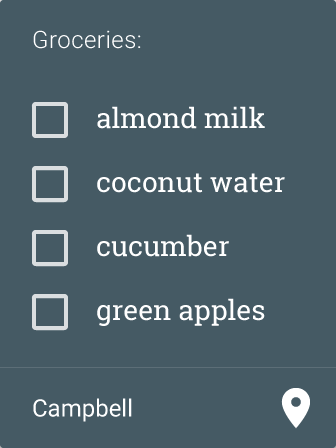 Groceries:
almond milk
coconut water
cucumber
green apples
Campbell